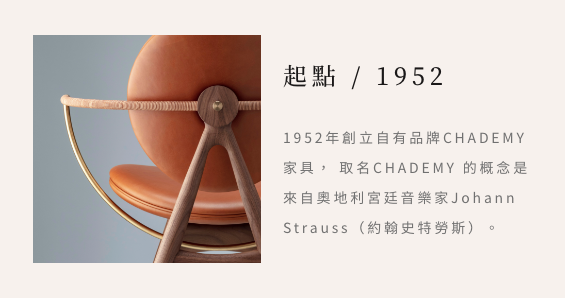 起點 / 1952
1952年創立自有品牌CHADEMY
家具， 取名CHADEMY 的概念是
來自奧地利宮廷音樂家Johann
Strauss（約翰史特勞斯）。